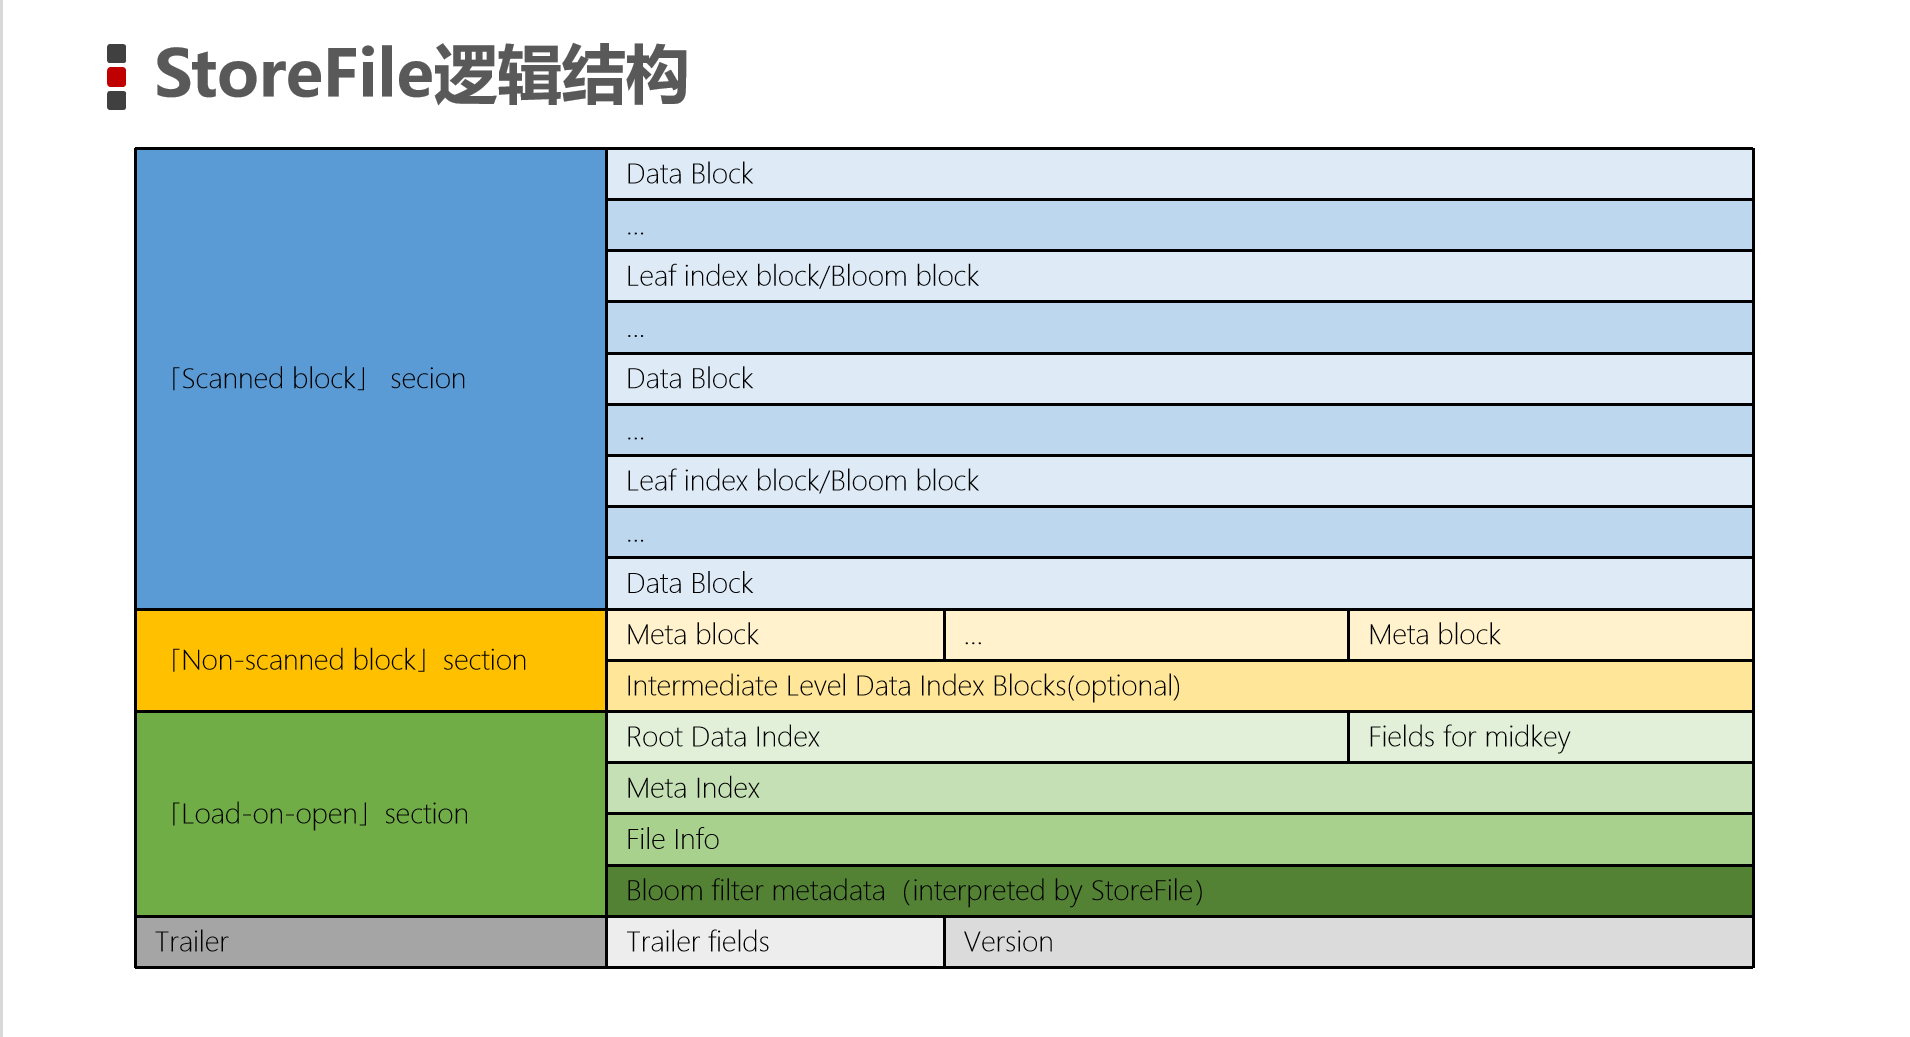 StoreFile逻辑结构
Data Block
...
Leaf index block/Bloom block
...
「Scanned block」 secion
Data Block
...
Leaf index block/Bloom block
...
Data Block
「Non-scanned block」section
Meta block
...
Meta block
Intermediate Level Data Index Blocks(optional)
「Load-on-open」section
Root Data Index
Fields for midkey
Meta Index
File Info
Bloom filter metadata（interpreted by StoreFile）
Trailer
Trailer fields
Version